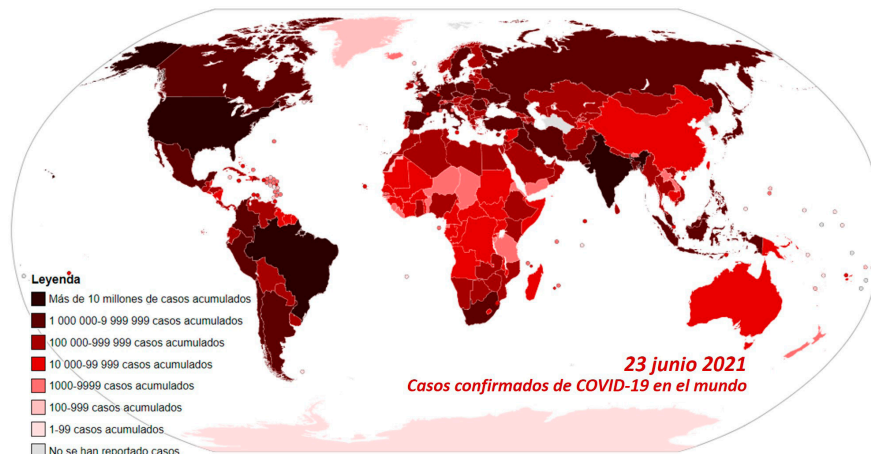 Leyenda
Más de 10 millones de casos acumulados
1 000 000-9 999 999 casos acumulados
100 000-999 999 casos acumulados
10 000-99 999 casos acumulados
1000-9999 casos acumulados
100-999 casos acumulados
1-99 casos acumulados
No se han reportado casos
23 junio 2021
Casos confirmados de COVID-19 en el mundo